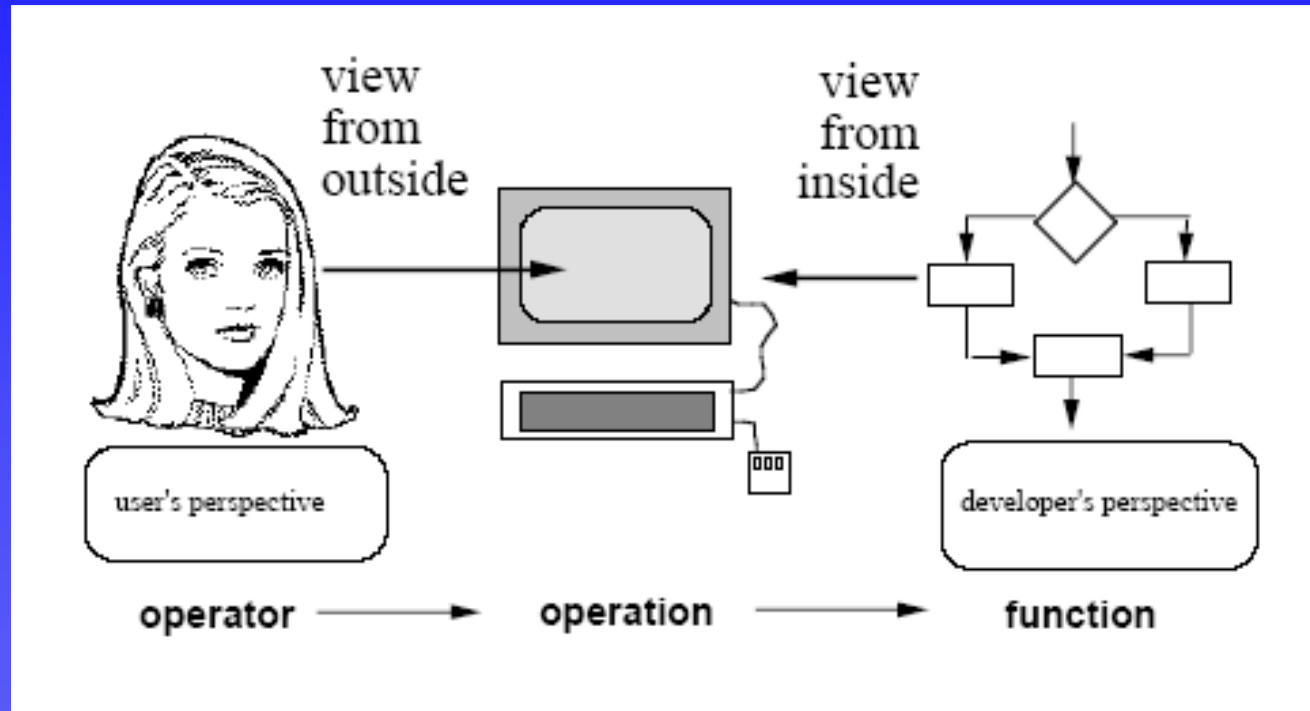 view
from
outside
view
from
inside
user's perspective
developer's perspective
operator
operation
function